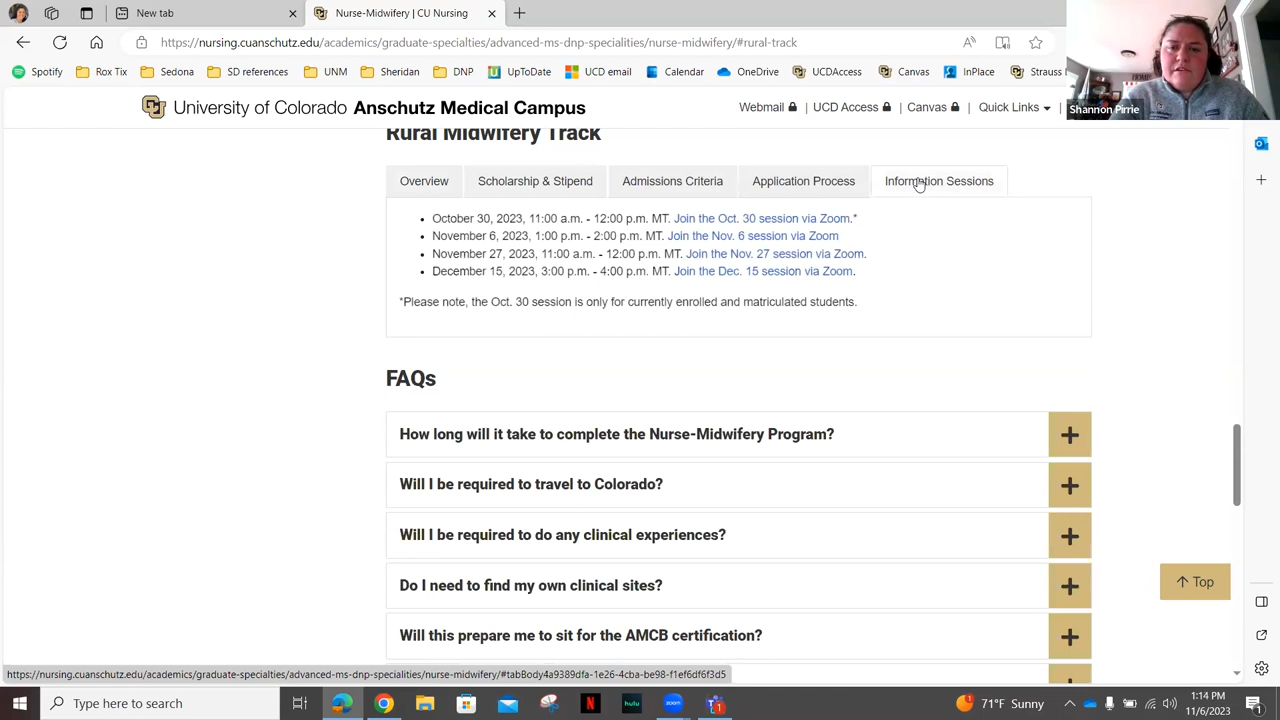 New tab
Nurse-Midwifery | CU Nursing
https://nursing.cuanschutz.edu/academics/graduate-specialties/advanced-ms-dnp-specialities/nurse-midwifery/#rural-track
Spotify
Rox Tix
Sedona
SD references
UNM
Sheridan
DNP
UpToDate
UCD email
Calendar
OneDrive
UCDAccess
Canvas
InPlace
Strauss
Shannon Pirrie
University of Colorado Anschutz Medical Campus
Webmail | UCD Access | Canvas | Quick Links |
Rural Midwifery Track
Overview
Scholarship & Stipend
Admissions Criteria
Application Process
Information Sessions
• October 30, 2023, 11:00 a.m. - 12:00 p.m. MT. Join the Oct. 30 session via Zoom.*
• November 6, 2023, 1:00 p.m. - 2:00 p.m. MT. Join the Nov. 6 session via Zoom
• November 27, 2023, 11:00 a.m. - 12:00 p.m. MT. Join the Nov. 27 session via Zoom.
• December 15, 2023, 3:00 p.m. - 4:00 p.m. MT. Join the Dec. 15 session via Zoom.
*Please note, the Oct. 30 session is only for currently enrolled and matriculated students.
FAQs
How long will it take to complete the Nurse-Midwifery Program?
Will I be required to travel to Colorado?
Will I be required to do any clinical experiences?
Do I need to find my own clinical sites?
Will this prepare me to sit for the AMCB certification?
Top
https://nursing.cuanschutz.edu/academics/graduate-specialties/advanced-ms-dnp-specialities/nurse-midwifery/#tabBody4a9389dfa-1e26-4cba-be98-f1ef6df6f3d5
Type here to search
hulu
zoom
1
1
71°F Sunny
1:14 PM
11/6/2023
1